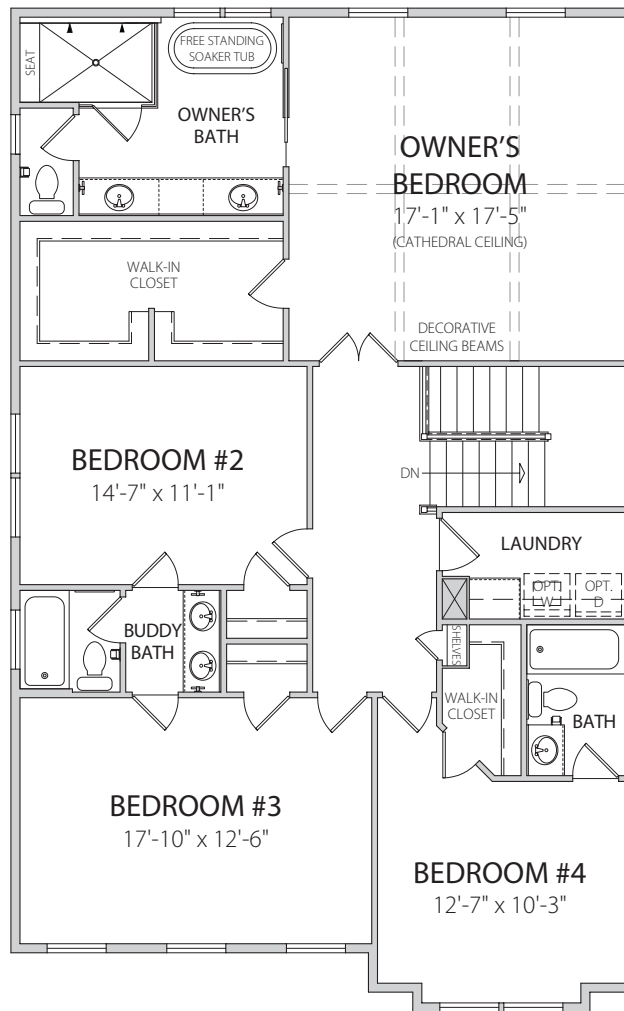 SEAT
FREE STANDING
SOAKER TUB
OWNER'S
BATH
OWNER'S
BEDROOM
17'-1" x 17'-5"
(CATHEDRAL CEILING)
WALK-IN
CLOSET
DECORATIVE
CEILING BEAMS
BEDROOM #2
14'-7" x 11'-1"
DN
LAUNDRY
OPT.
W
OPT.
D
BUDDY
BATH
SHELVES
WALK-IN
CLOSET
BATH
BEDROOM #3
17'-10" x 12'-6"
BEDROOM #4
12'-7" x 10'-3"